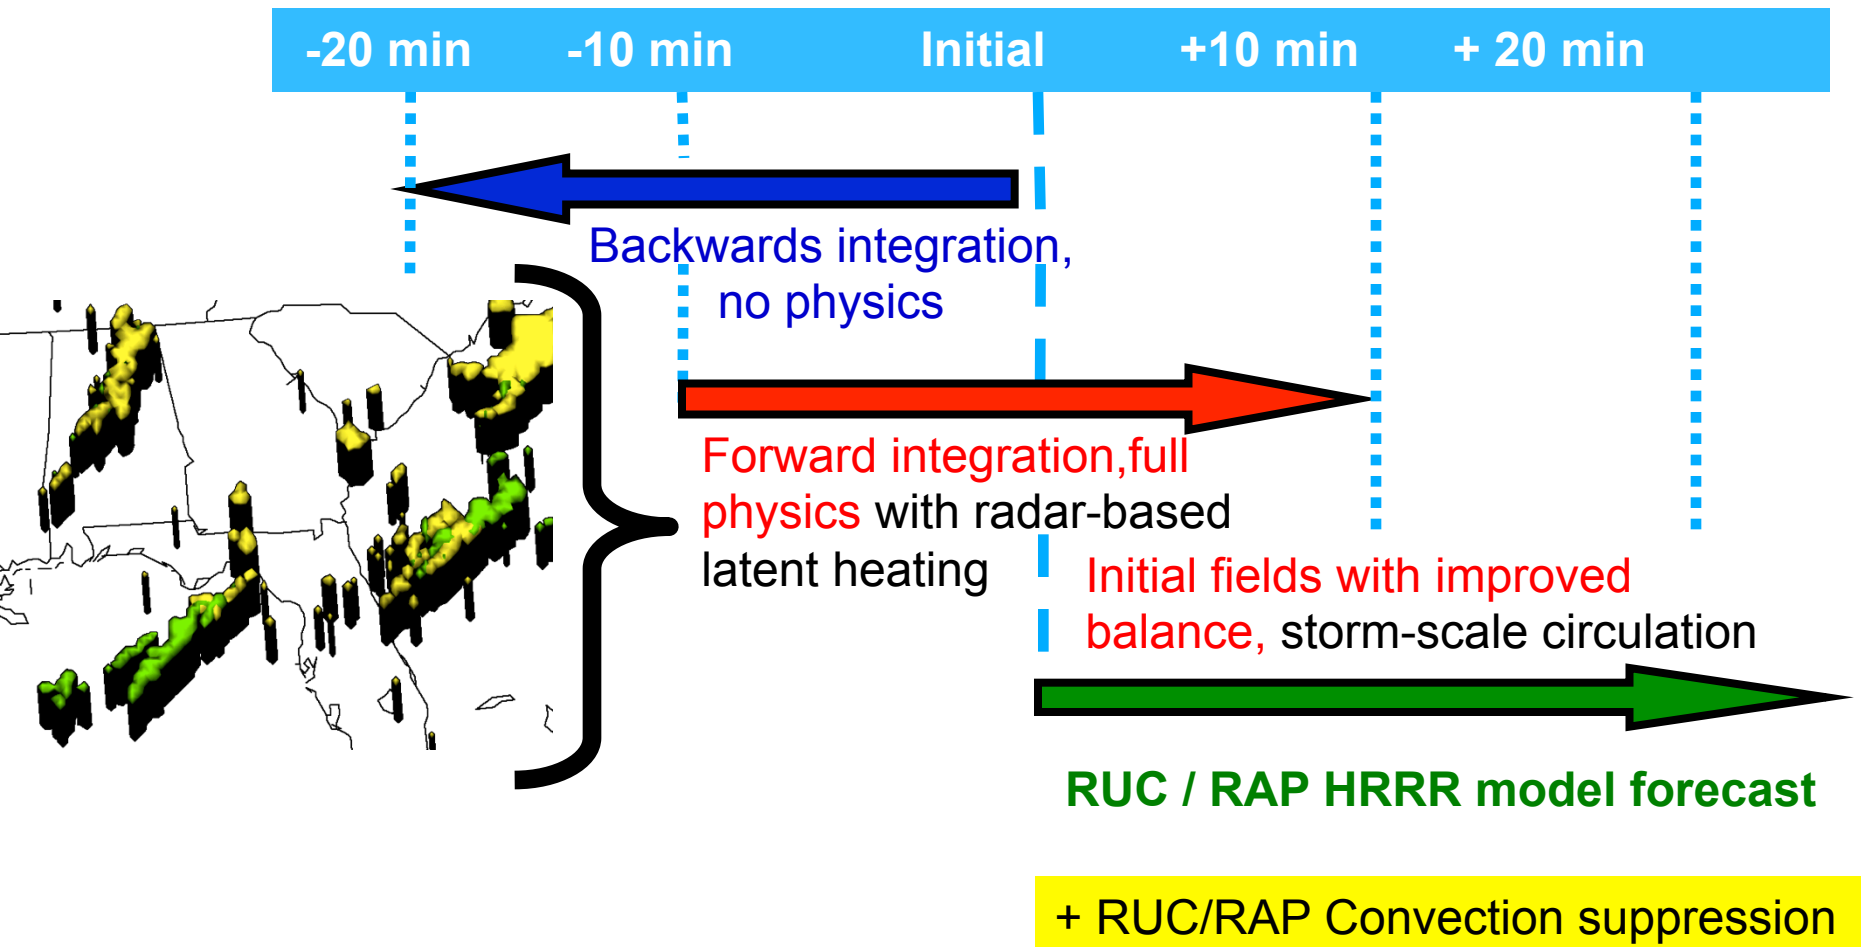 -20 min -10 min Initial +10 min + 20 min
Backwards integration,
no physics
Forward integration,full
physics with radar-based
latent heating
Initial fields with improved
balance, storm-scale circulation
RUC / RAP HRRR model forecast
+ RUC/RAP Convection suppression